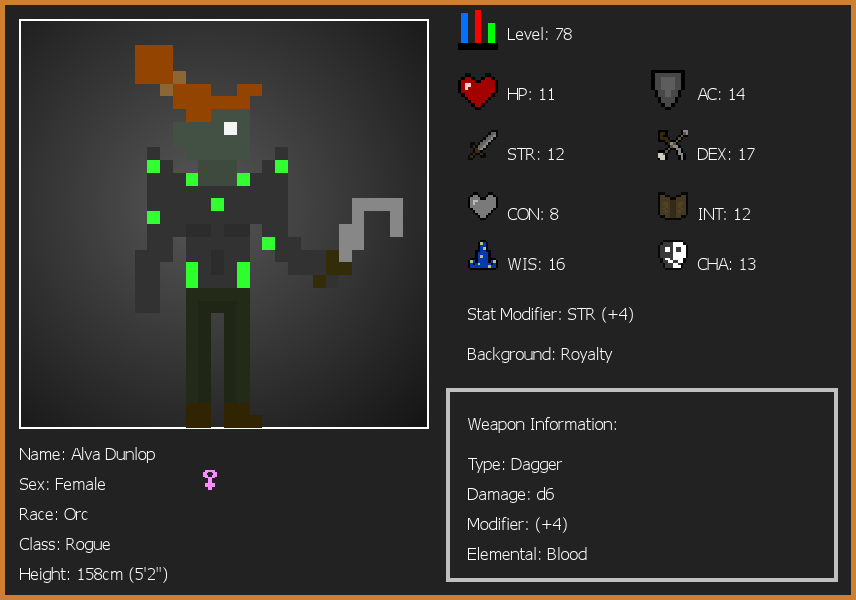 Level: 78
HP: 11
AC: 14
STR: 12
DEX: 17
CON: 8
INT: 12
WIS: 16
CHA: 13
Stat Modifier: STR (+4)
Background: Royalty
Weapon Information:
Type: Dagger
Damage: d6
Modifier: (+4)
Elemental: Blood
Name: Alva Dunlop
Sex: Female
Race: Orc
Class: Rogue
Height: 158cm (5'2")